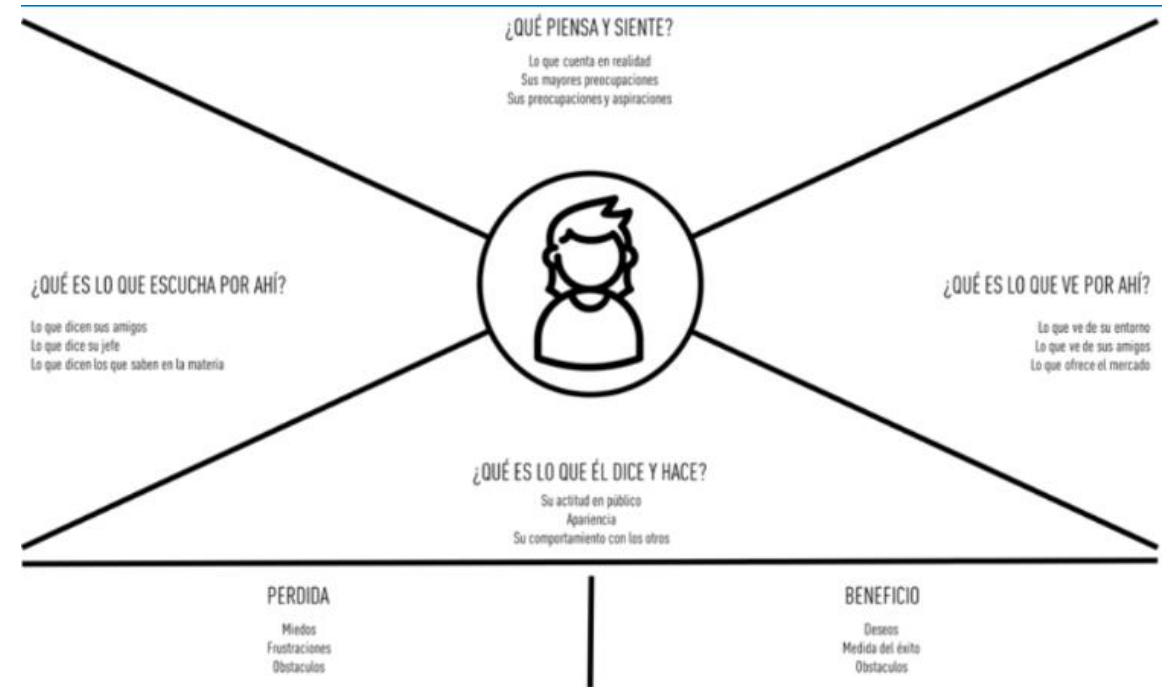 ¿QUÉ PIENSA Y SIENTE?
Lo que cuenta en realidad
Sus mayores preocupaciones
Sus preocupaciones y aspiraciones
¿QUÉ ES LO QUE ESCUCHA POR AHÍ?
Lo que dicen sus amigos
Lo que dice su jefe
Lo que dicen los que saben en la materia
¿QUÉ ES LO QUE VE POR AHÍ?
Lo que ve de su entorno
Lo que ve de sus amigos
Lo que ofrece el mercado
¿QUÉ ES LO QUE ÉL DICE Y HACE?
Su actitud en público
Apariencia
Su comportamiento con los otros
PERDIDA
Miedos
Frustraciones
Obstaculos
BENEFICIO
Deseos
Medida del éxito
Obstaculos